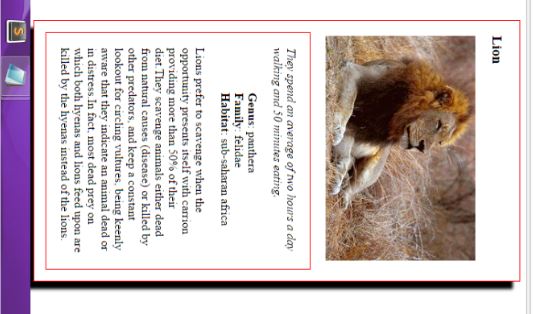 Lion
They spend an average of two hours a day
walking and 50 minutes eating.
Genus: panthera
Family: felidae
Habitat: sub-saharan africa
Lions prefer to scavenge when the
opportunity presents itself with carrion
providing more than 50% of their
diet.They scavenge animals either dead
from natural causes (disease) or killed by
other predators, and keep a constant
lookout for circling vultures, being keenly
aware that they indicate an animal dead or
in distress.In fact, most dead prey on
which both hyenas and lions feed upon are
killed by the hyenas instead of the lions.